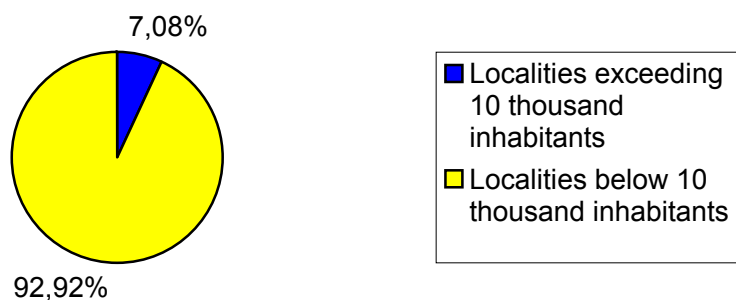 7,08%
Localities exceeding
10 thousand
inhabitants
Localities below 10
thousand inhabitants
92,92%